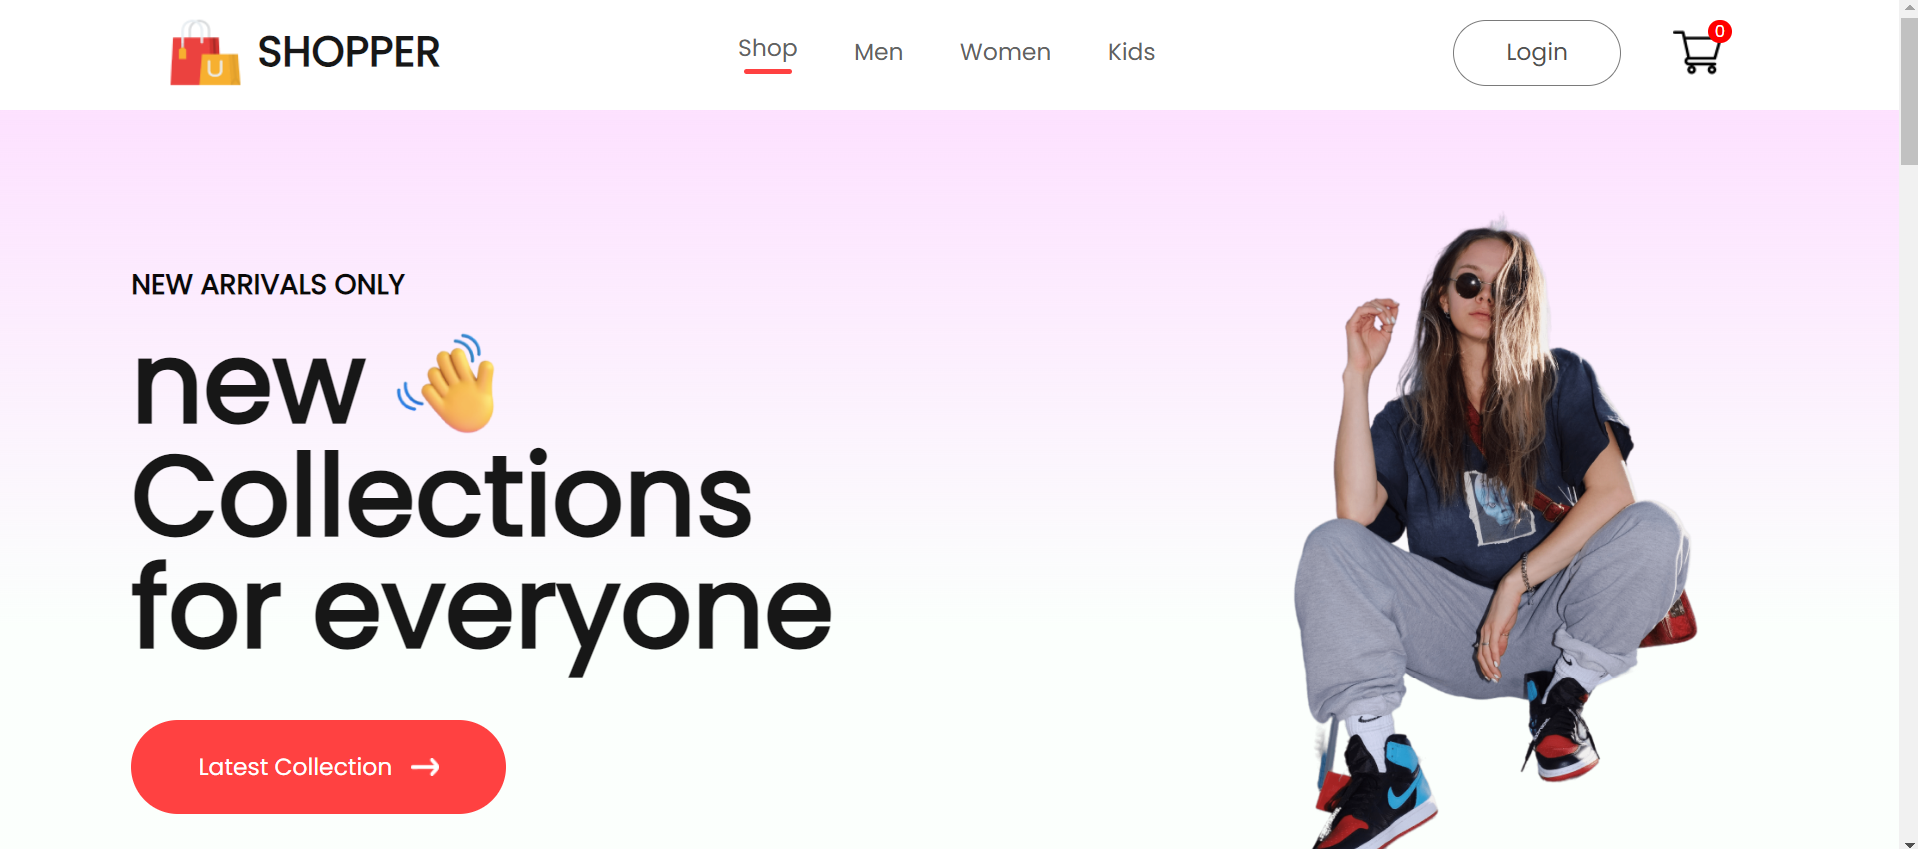 SHOPPER
Shop
Men
Women
Kids
Login
0
NEW ARRIVALS ONLY
new
Collections
for everyone
Latest Collection